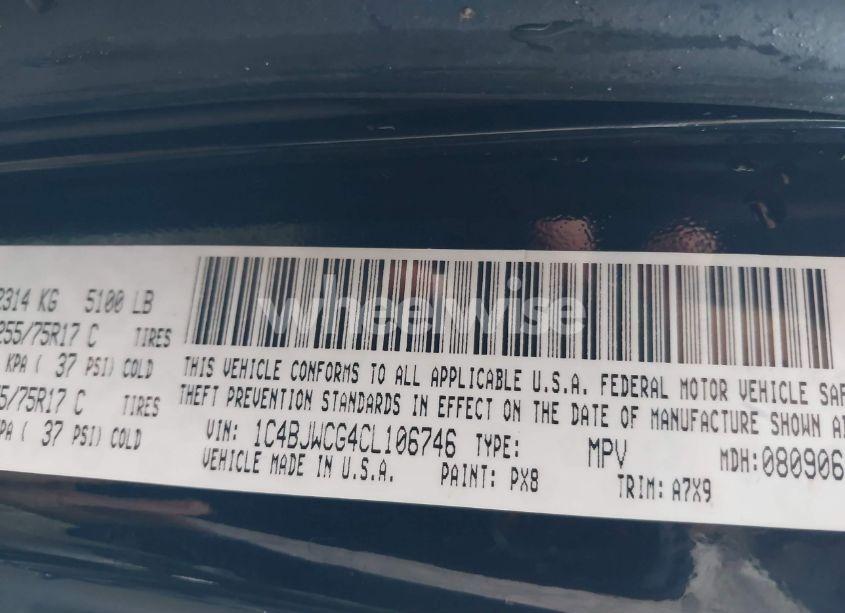 2314 KG 5100 LB
255/75R17 C TIRES
KPA ( 37 PSI) COLD
5/75R17 C TIRES
KPA ( 37 PSI) COLD
wheelwise
THIS VEHICLE CONFORMS TO ALL APPLICABLE U.S.A. FEDERAL MOTOR VEHICLE SAF
THEFT PREVENTION STANDARDS IN EFFECT ON THE DATE OF MANUFACTURE SHOWN A
VIN: 1C4BJWCG4CL106746 TYPE: MPV MDH:080906
VEHICLE MADE IN U.S.A. PAINT: PX8 TRIM: A7X9